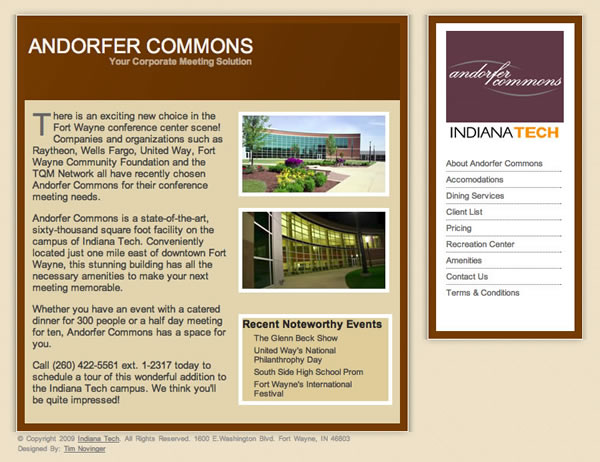 ANDORFER COMMONS
Your Corporate Meeting Solution
There is an exciting new choice in the
Fort Wayne conference center scene!
Companies and organizations such as
Raytheon, Wells Fargo, United Way, Fort
Wayne Community Foundation and the
TQM Network all have recently chosen
Andorfer Commons for their conference
meeting needs.
Andorfer Commons is a state-of-the-art,
sixty-thousand square foot facility on the
campus of Indiana Tech. Conveniently
located just one mile east of downtown Fort
Wayne, this stunning building has all the
necessary amenities to make your next
meeting memorable.
Whether you have an event with a catered
dinner for 300 people or a half day meeting
for ten, Andorfer Commons has a space for
you.
Call (260) 422-5561 ext. 1-2317 today to
schedule a tour of this wonderful addition to
the Indiana Tech campus. We think you'll
be quite impressed!
Recent Noteworthy Events
The Glenn Beck Show
United Way's National
Philanthropy Day
South Side High School Prom
Fort Wayne's International
Festival
andorfer
commons
INDIANATECH
About Andorfer Commons
Accomodations
Dining Services
Client List
Pricing
Recreation Center
Amenities
Contact Us
Terms & Conditions
© Copyright 2009 Indiana Tech. All Rights Reserved. 1600 E.Washington Blvd. Fort Wayne, IN 46803
Designed By: Tim Novinger